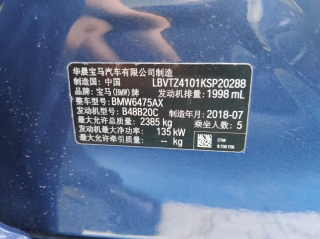 华晨宝马汽车有限公司制造
制造国: 中国 LBVTZ4101KSP20288
品牌: 宝马(BMW)牌 发动机排量: 1998 mL
整车型号: BMW6475AX
发动机型号: B48B20C 制造年月: 2018-07
最大允许总质量: 2385 kg 乘坐人数: 5
发动机最大净功率: 135 kW
最大允许牵引质量: -- kg